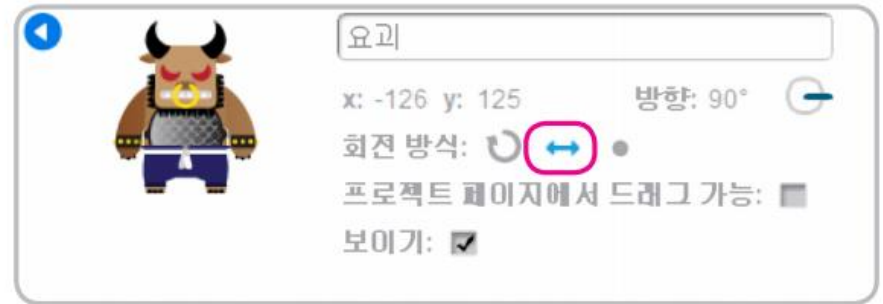 요괴
x: -126 y: 125 방향: 90°
회전 방식:
프로젝트 페이지에서 드래그 가능:
보이기: